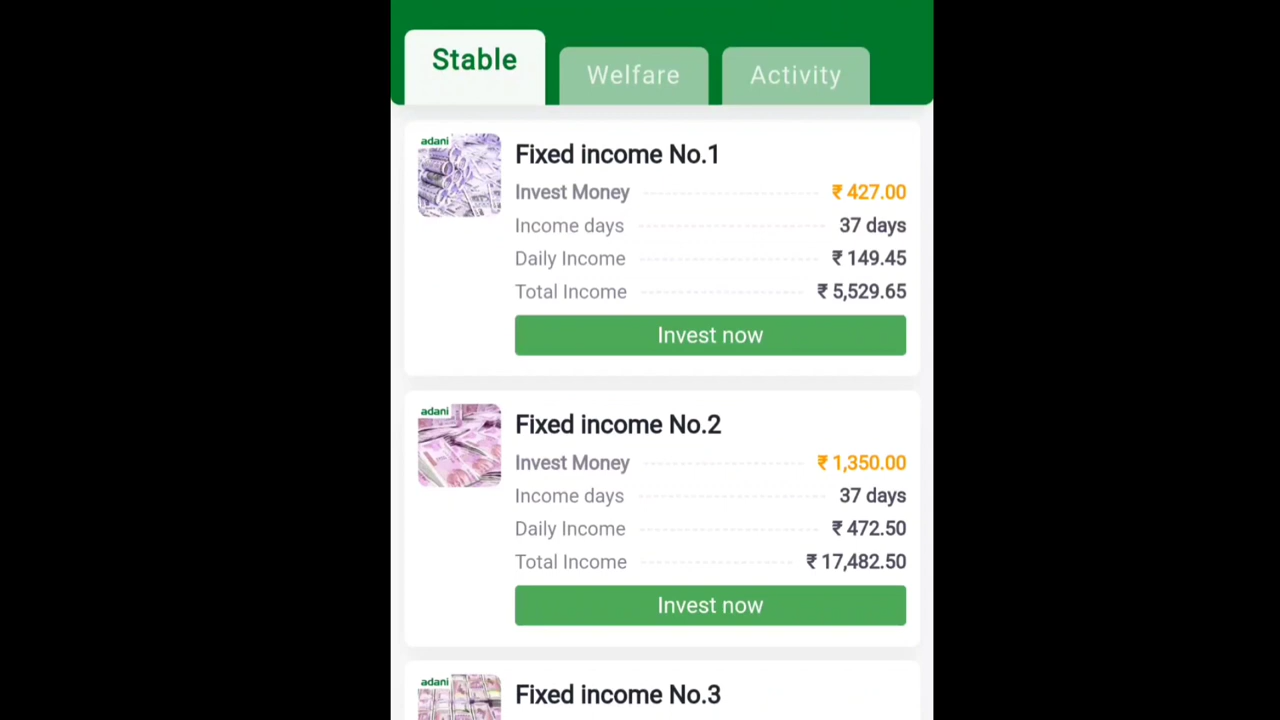 Stable
Welfare
Activity
adani
Fixed income No.1
Invest Money ₹ 427.00
Income days 37 days
Daily Income ₹ 149.45
Total Income ₹ 5,529.65
Invest now
adani
Fixed income No.2
Invest Money ₹ 1,350.00
Income days 37 days
Daily Income ₹ 472.50
Total Income ₹ 17,482.50
Invest now
adani
Fixed income No.3